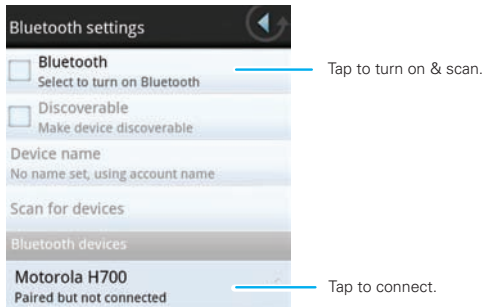 Bluetooth settings
Bluetooth
Select to turn on Bluetooth
Tap to turn on & scan.
Discoverable
Make device discoverable
Device name
No name set, using account name
Scan for devices
Bluetooth devices
Motorola H700
Paired but not connected
Tap to connect.